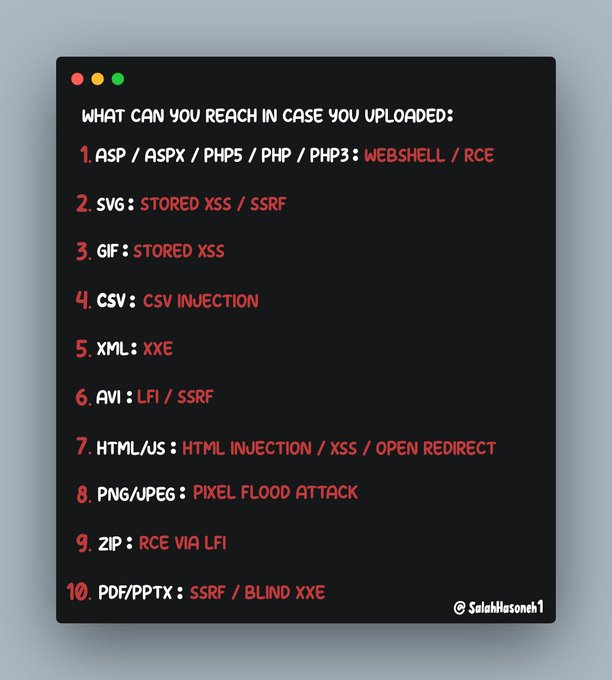 WHAT CAN YOU REACH IN CASE YOU UPLOADED:
1. ASP / ASPX / PHP5 / PHP / PHP3: WEBSHELL / RCE
2. SVG: STORED XSS / SSRF
3. GIF: STORED XSS
4. CSV: CSV INJECTION
5. XML: XXE
6. AVI: LFI / SSRF
7. HTML/JS: HTML INJECTION / XSS / OPEN REDIRECT
8. PNG/JPEG: PIXEL FLOOD ATTACK
9. ZIP: RCE VIA LFI
10. PDF/PPTX: SSRF / BLIND XXE
@SalahHasoneh1